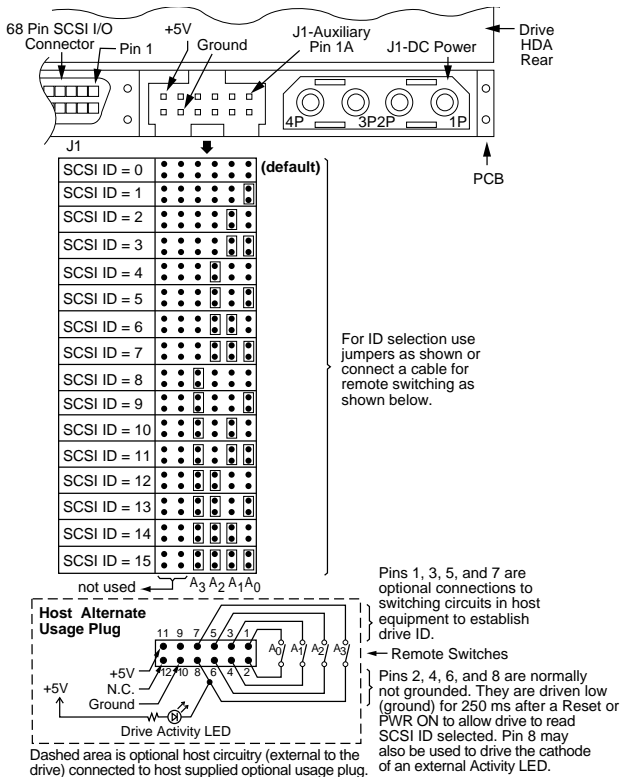 68 Pin SCSI I/O
Connector
Pin 1
+5V
Ground
J1-Auxiliary
Pin 1A
J1-DC Power
Drive
HDA
Rear
4P
3P2P
1P
PCB
J1
SCSI ID = 0
(default)
SCSI ID = 1
SCSI ID = 2
SCSI ID = 3
SCSI ID = 4
SCSI ID = 5
SCSI ID = 6
SCSI ID = 7
SCSI ID = 8
SCSI ID = 9
SCSI ID = 10
SCSI ID = 11
SCSI ID = 12
SCSI ID = 13
SCSI ID = 14
SCSI ID = 15
For ID selection use
jumpers as shown or
connect a cable for
remote switching as
shown below.
not used
A3 A2 A1 A0
Host Alternate
Usage Plug
11 9 7 5 3 1
12 10 8 6 4 2
A0 A1 A2 A3
+5V
N.C.
Ground
+5V
Drive Activity LED
Pins 1, 3, 5, and 7 are
optional connections to
switching circuits in host
equipment to establish
drive ID.
Remote Switches
Pins 2, 4, 6, and 8 are normally
not grounded. They are driven low
(ground) for 250 ms after a Reset or
PWR ON to allow drive to read
SCSI ID selected. Pin 8 may
also be used to drive the cathode
of an external Activity LED.
Dashed area is optional host circuitry (external to the
drive) connected to host supplied optional usage plug.